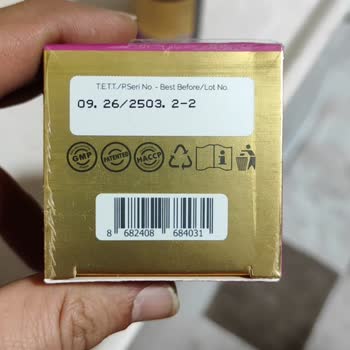 T.E.T.T./P.Seri No. - Best Before/Lot No.
09. 26/2503. 2-2
GMP PATENTED HACCP
8 682408 684031